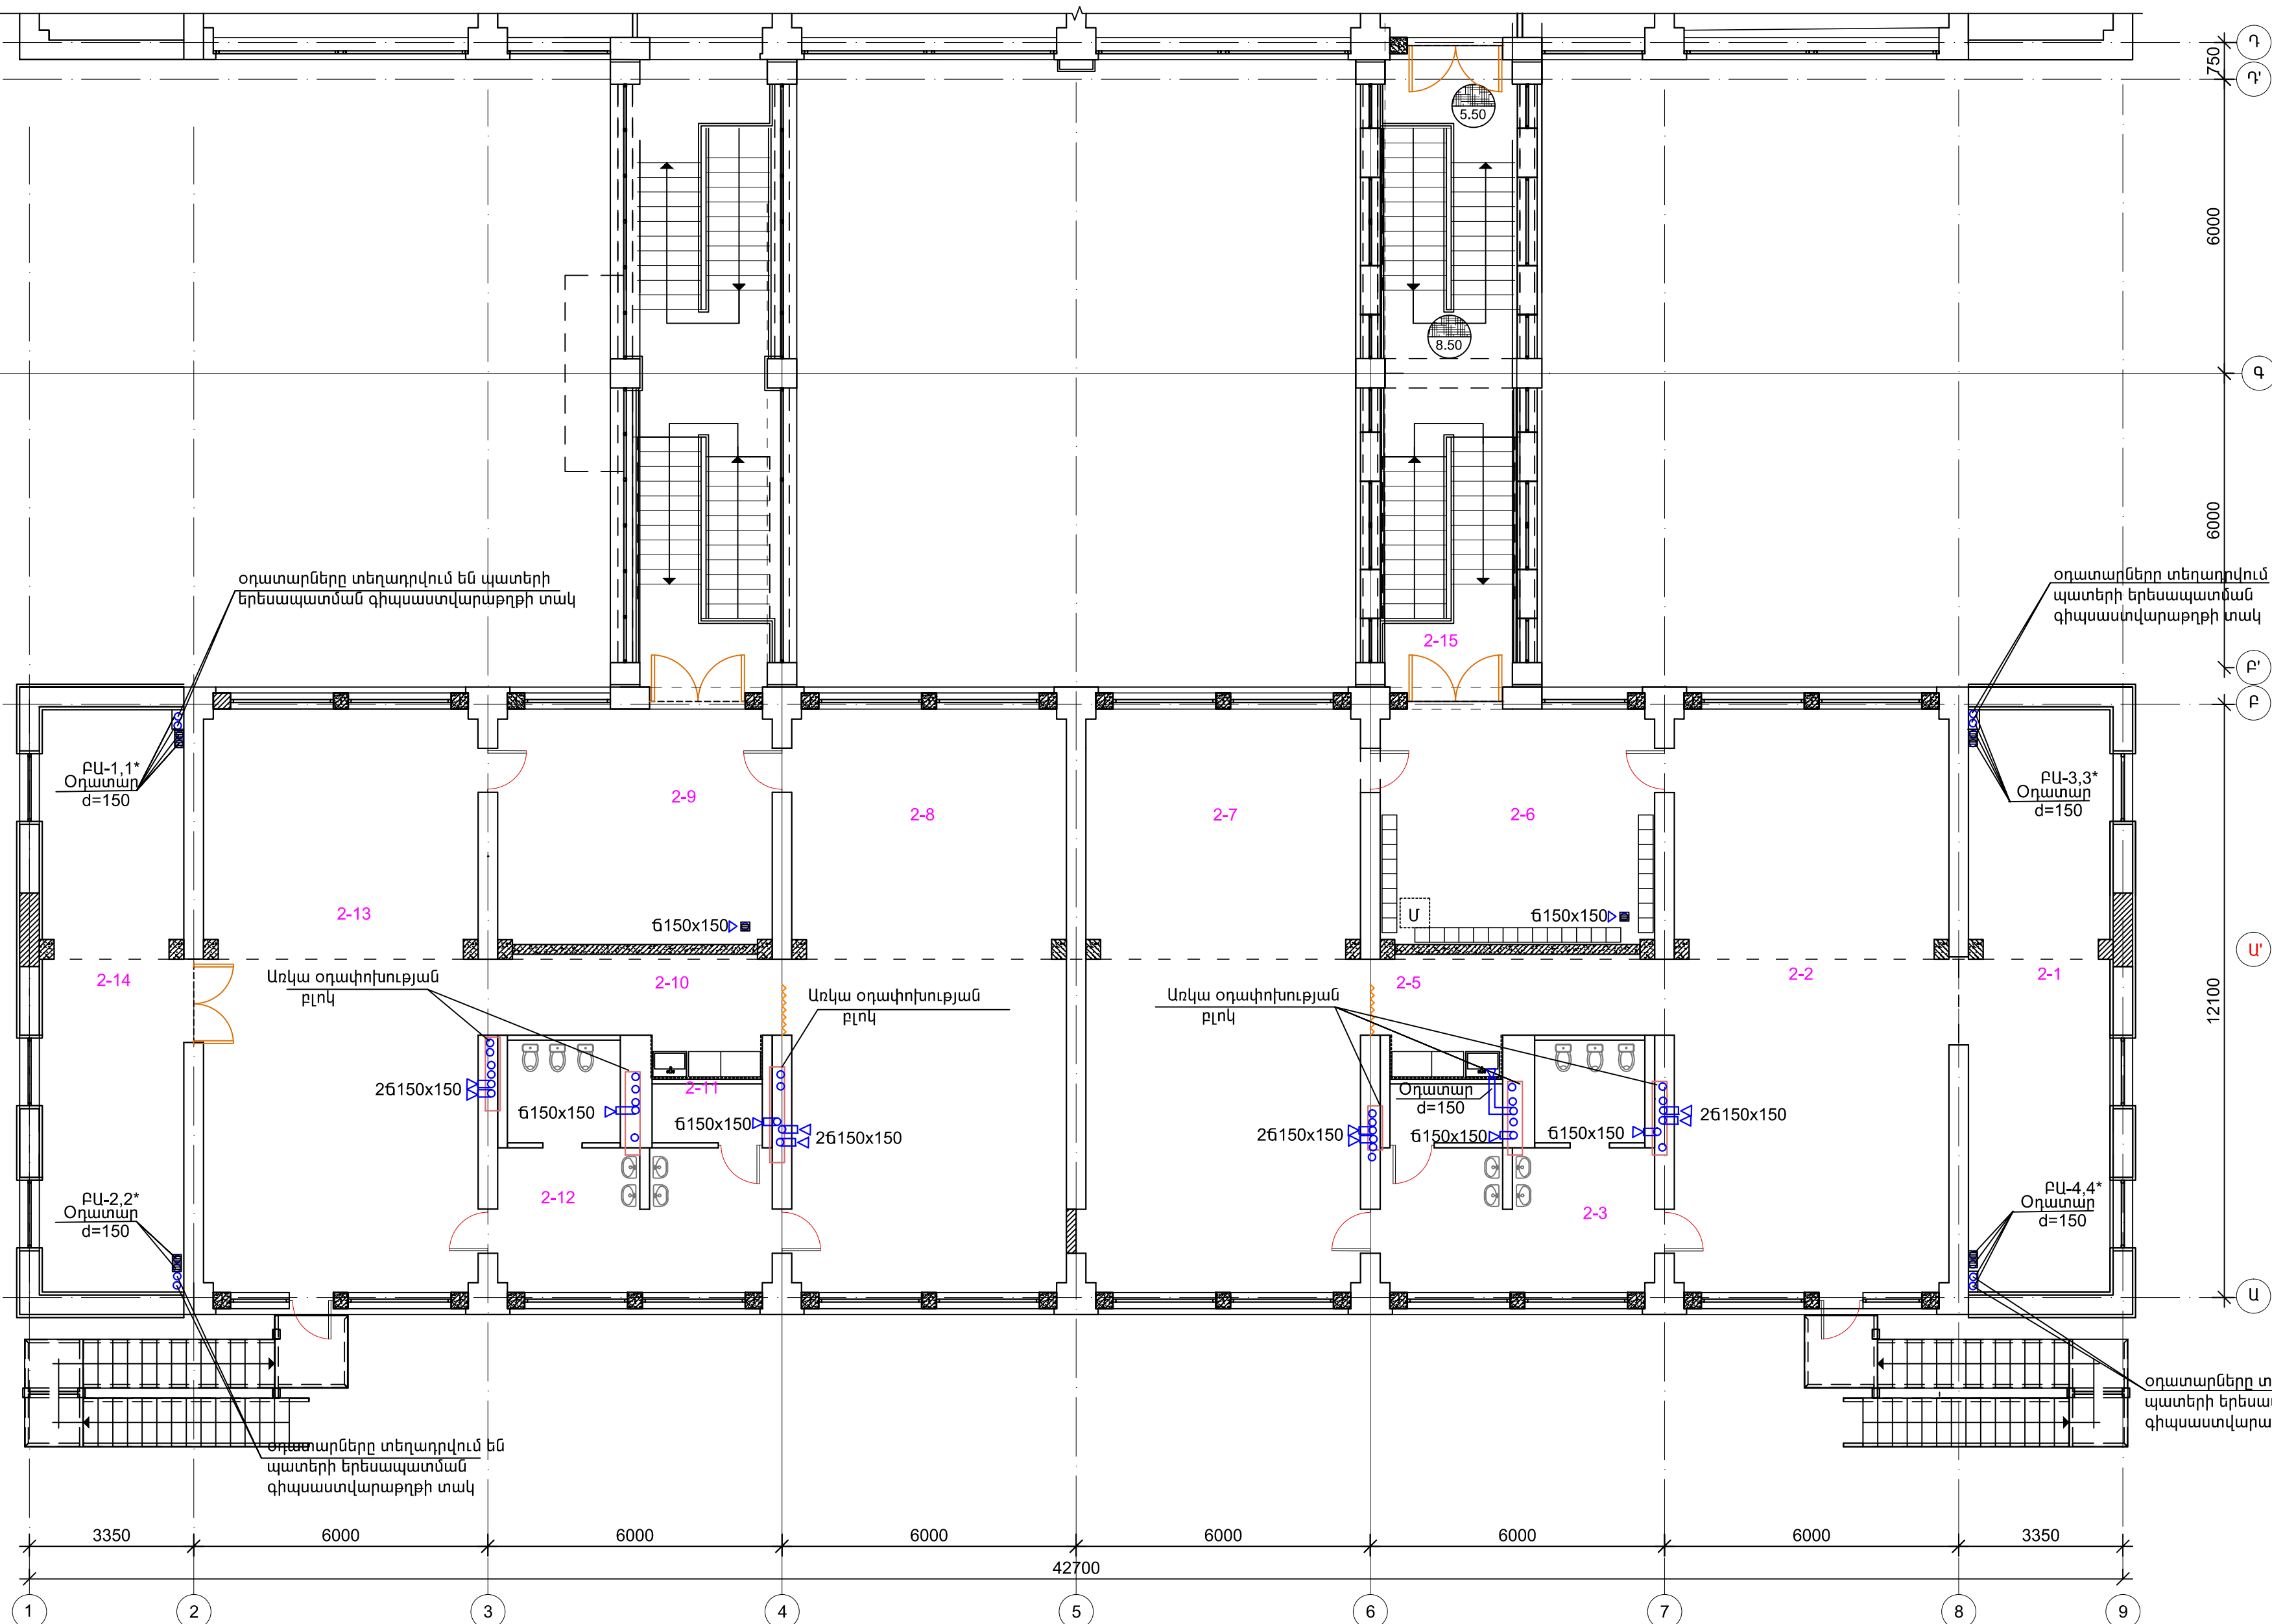 Դ
750
Դ'
5.50
6000
8.50
Գ
6000
օդատարները տեղադրվում են պատերի
երեսապատման գիպսաստվարաթղթի տակ
օդատարները տեղադրվում
պատերի երեսապատման
գիպսաստվարաթղթի տակ
2-15
Բ'
Բ
ԲԱ-1,1*
Օդատար
d=150
2-9
2-8
2-7
2-6
ԲԱ-3,3*
Օդատար
d=150
2-13
Ճ150x150
Մ
Ճ150x150
Ա'
2-14
Առկա օդափոխության
բլոկ
2-10
Առկա օդափոխության
բլոկ
Առկա օդափոխության
բլոկ
2-5
2-2
2-1
12100
2Ճ150x150
Ճ150x150
2-11
Ճ150x150
2Ճ150x150
2Ճ150x150
Օդատար
d=150
Ճ150x150
Ճ150x150
2Ճ150x150
ԲԱ-2,2*
Օդատար
d=150
2-12
2-3
ԲԱ-4,4*
Օդատար
d=150
Ա
օդատարները տեղադրվում են
պատերի երեսապատման
գիպսաստվարաթղթի տակ
օդատարները տ
պատերի երեսա
գիպսաստվարա
3350
6000
6000
6000
6000
6000
6000
3350
42700
1
2
3
4
5
6
7
8
9